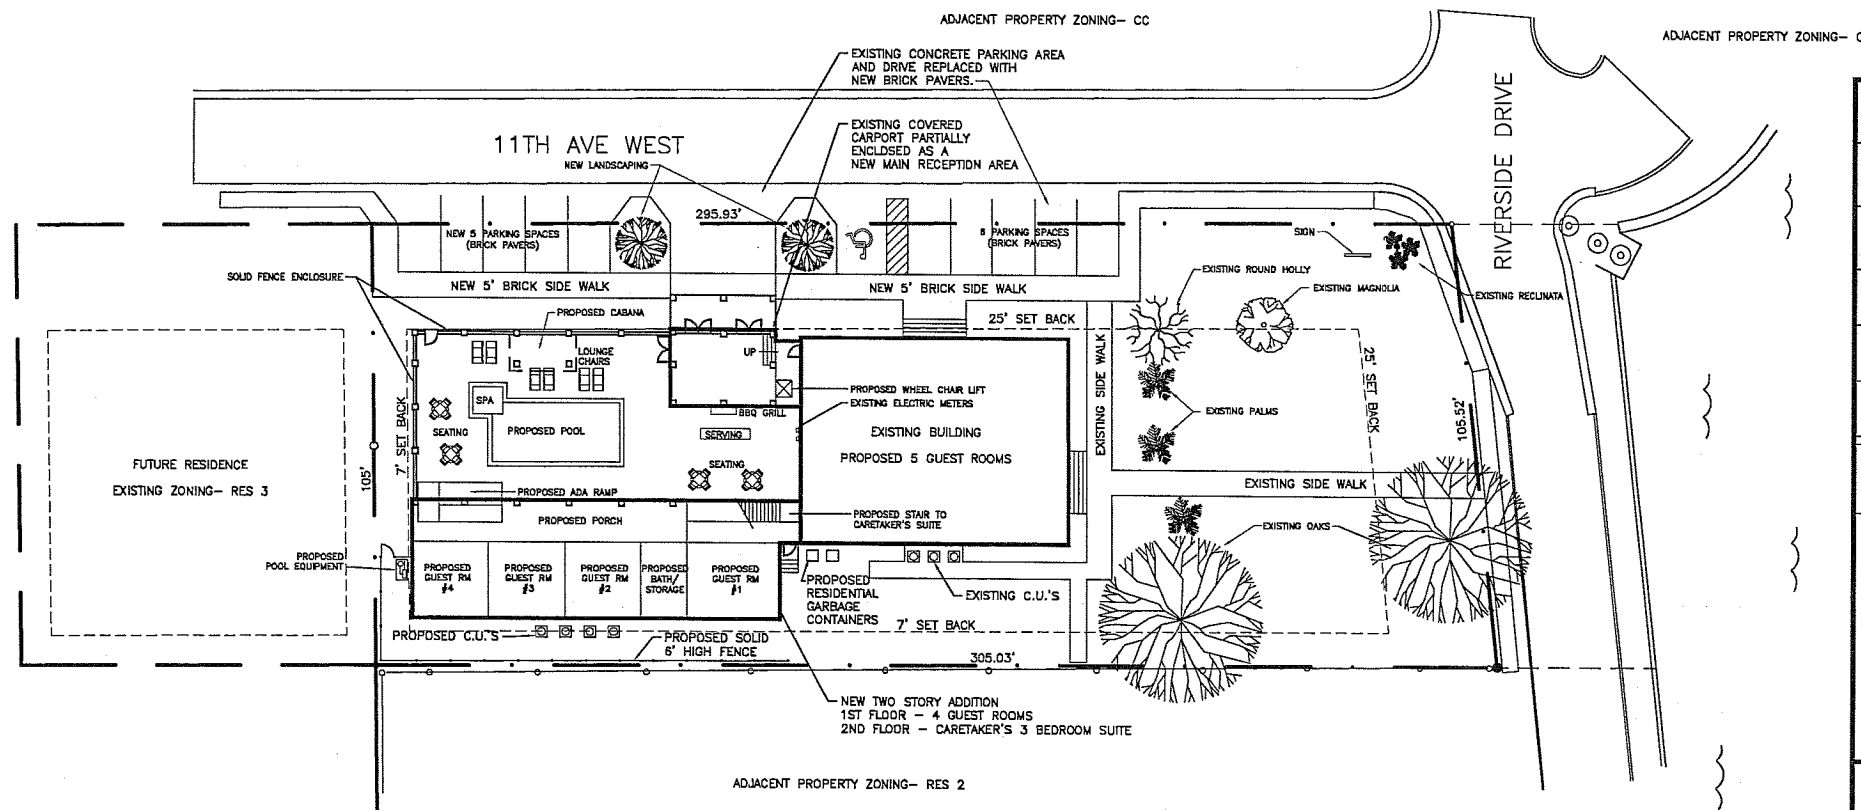 ADJACENT PROPERTY ZONING- CC
ADJACENT PROPERTY ZONING-
EXISTING CONCRETE PARKING AREA
AND DRIVE REPLACED WITH
NEW BRICK PAVERS.
EXISTING COVERED
CARPORT PARTIALLY
ENCLOSED AS A
NEW MAIN RECEPTION AREA
11TH AVE WEST
NEW LANDSCAPING
RIVERSIDE DRIVE
295.93'
NEW 5 PARKING SPACES
(BRICK PAVERS)
6 PARKING SPACES
(BRICK PAVERS)
SIGN
SOLID FENCE ENCLOSURE
NEW 5' BRICK SIDE WALK
NEW 5' BRICK SIDE WALK
EXISTING ROUND HOLLY
EXISTING MAGNOLIA
EXISTING RECLINATA
PROPOSED CABANA
25' SET BACK
LOUNGE
CHAIRS
UP
EXISTING SIDE WALK
25' SET BACK
PROPOSED WHEEL CHAIR LIFT
EXISTING ELECTRIC METERS
SPA
BBQ GRILL
EXISTING PALMS
7' SET BACK
SEATING
PROPOSED POOL
SERVING
EXISTING BUILDING
PROPOSED 5 GUEST ROOMS
105.52'
FUTURE RESIDENCE
EXISTING ZONING- RES 3
105'
SEATING
PROPOSED ADA RAMP
EXISTING SIDE WALK
PROPOSED PORCH
PROPOSED STAIR TO
CARETAKER'S SUITE
EXISTING OAKS
PROPOSED
POOL EQUIPMENT
PROPOSED
GUEST RM
#4
PROPOSED
GUEST RM
#3
PROPOSED
GUEST RM
#2
PROPOSED
BATH/
STORAGE
PROPOSED
GUEST RM
#1
PROPOSED
RESIDENTIAL
GARBAGE
CONTAINERS
EXISTING C.U.'S
7' SET BACK
PROPOSED C.U.'S
PROPOSED SOLID
6' HIGH FENCE
305.03'
NEW TWO STORY ADDITION
1ST FLOOR - 4 GUEST ROOMS
2ND FLOOR - CARETAKER'S 3 BEDROOM SUITE
ADJACENT PROPERTY ZONING- RES 2